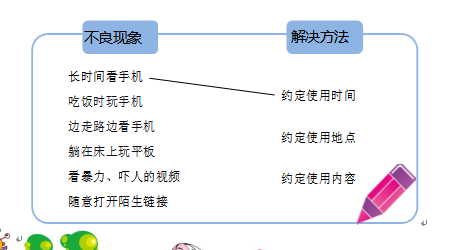 不良现象
解决方法
长时间看手机
吃饭时玩手机
边走路边看手机
躺在床上玩平板
看暴力、吓人的视频
随意打开陌生链接
约定使用时间
约定使用地点
约定使用内容